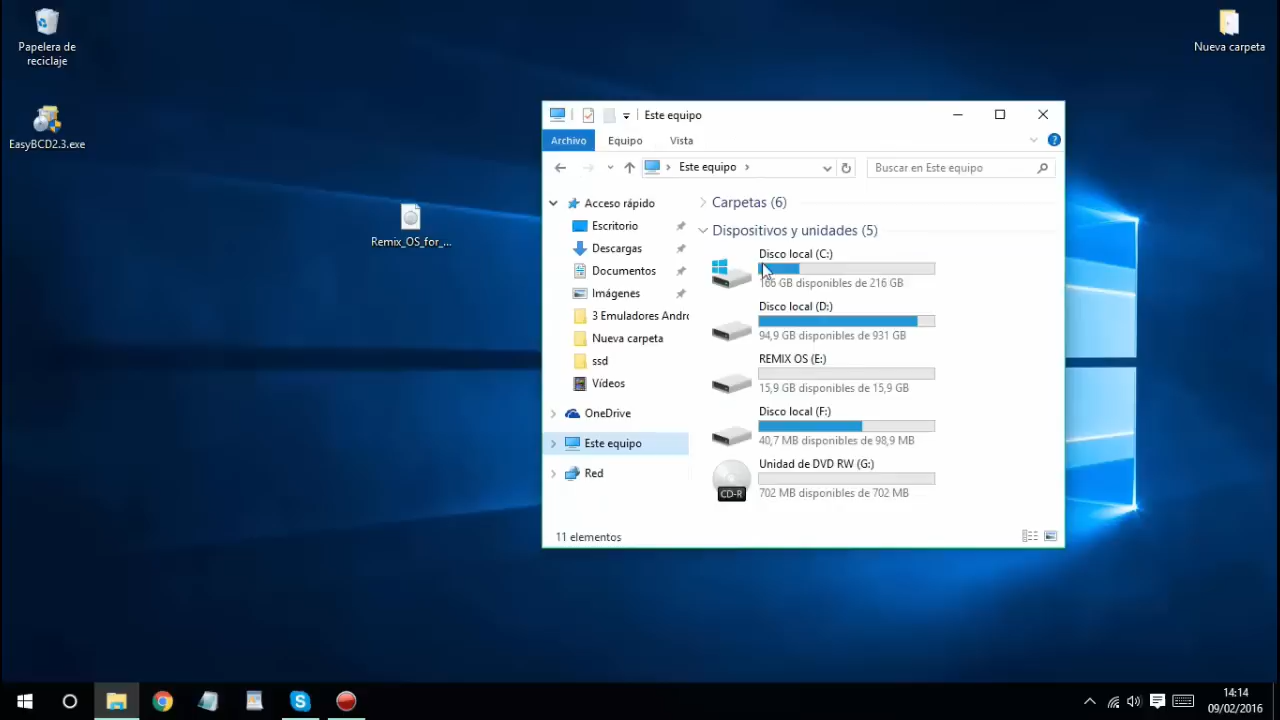 Papelera de
reciclaje
EasyBCD2.3.exe
Remix_OS_for_...
Nueva carpeta
Este equipo
Archivo
Equipo
Vista
Este equipo
Buscar en Este equipo
Acceso rápido
Escritorio
Descargas
Documentos
Imágenes
3 Emuladores Andro
Nueva carpeta
ssd
Vídeos
OneDrive
Este equipo
Red
Carpetas (6)
Dispositivos y unidades (5)
Disco local (C:)
166 GB disponibles de 216 GB
Disco local (D:)
94,9 GB disponibles de 931 GB
REMIX OS (E:)
15,9 GB disponibles de 15,9 GB
Disco local (F:)
40,7 MB disponibles de 98,9 MB
Unidad de DVD RW (G:)
CD-R
702 MB disponibles de 702 MB
11 elementos
14:14
09/02/2016